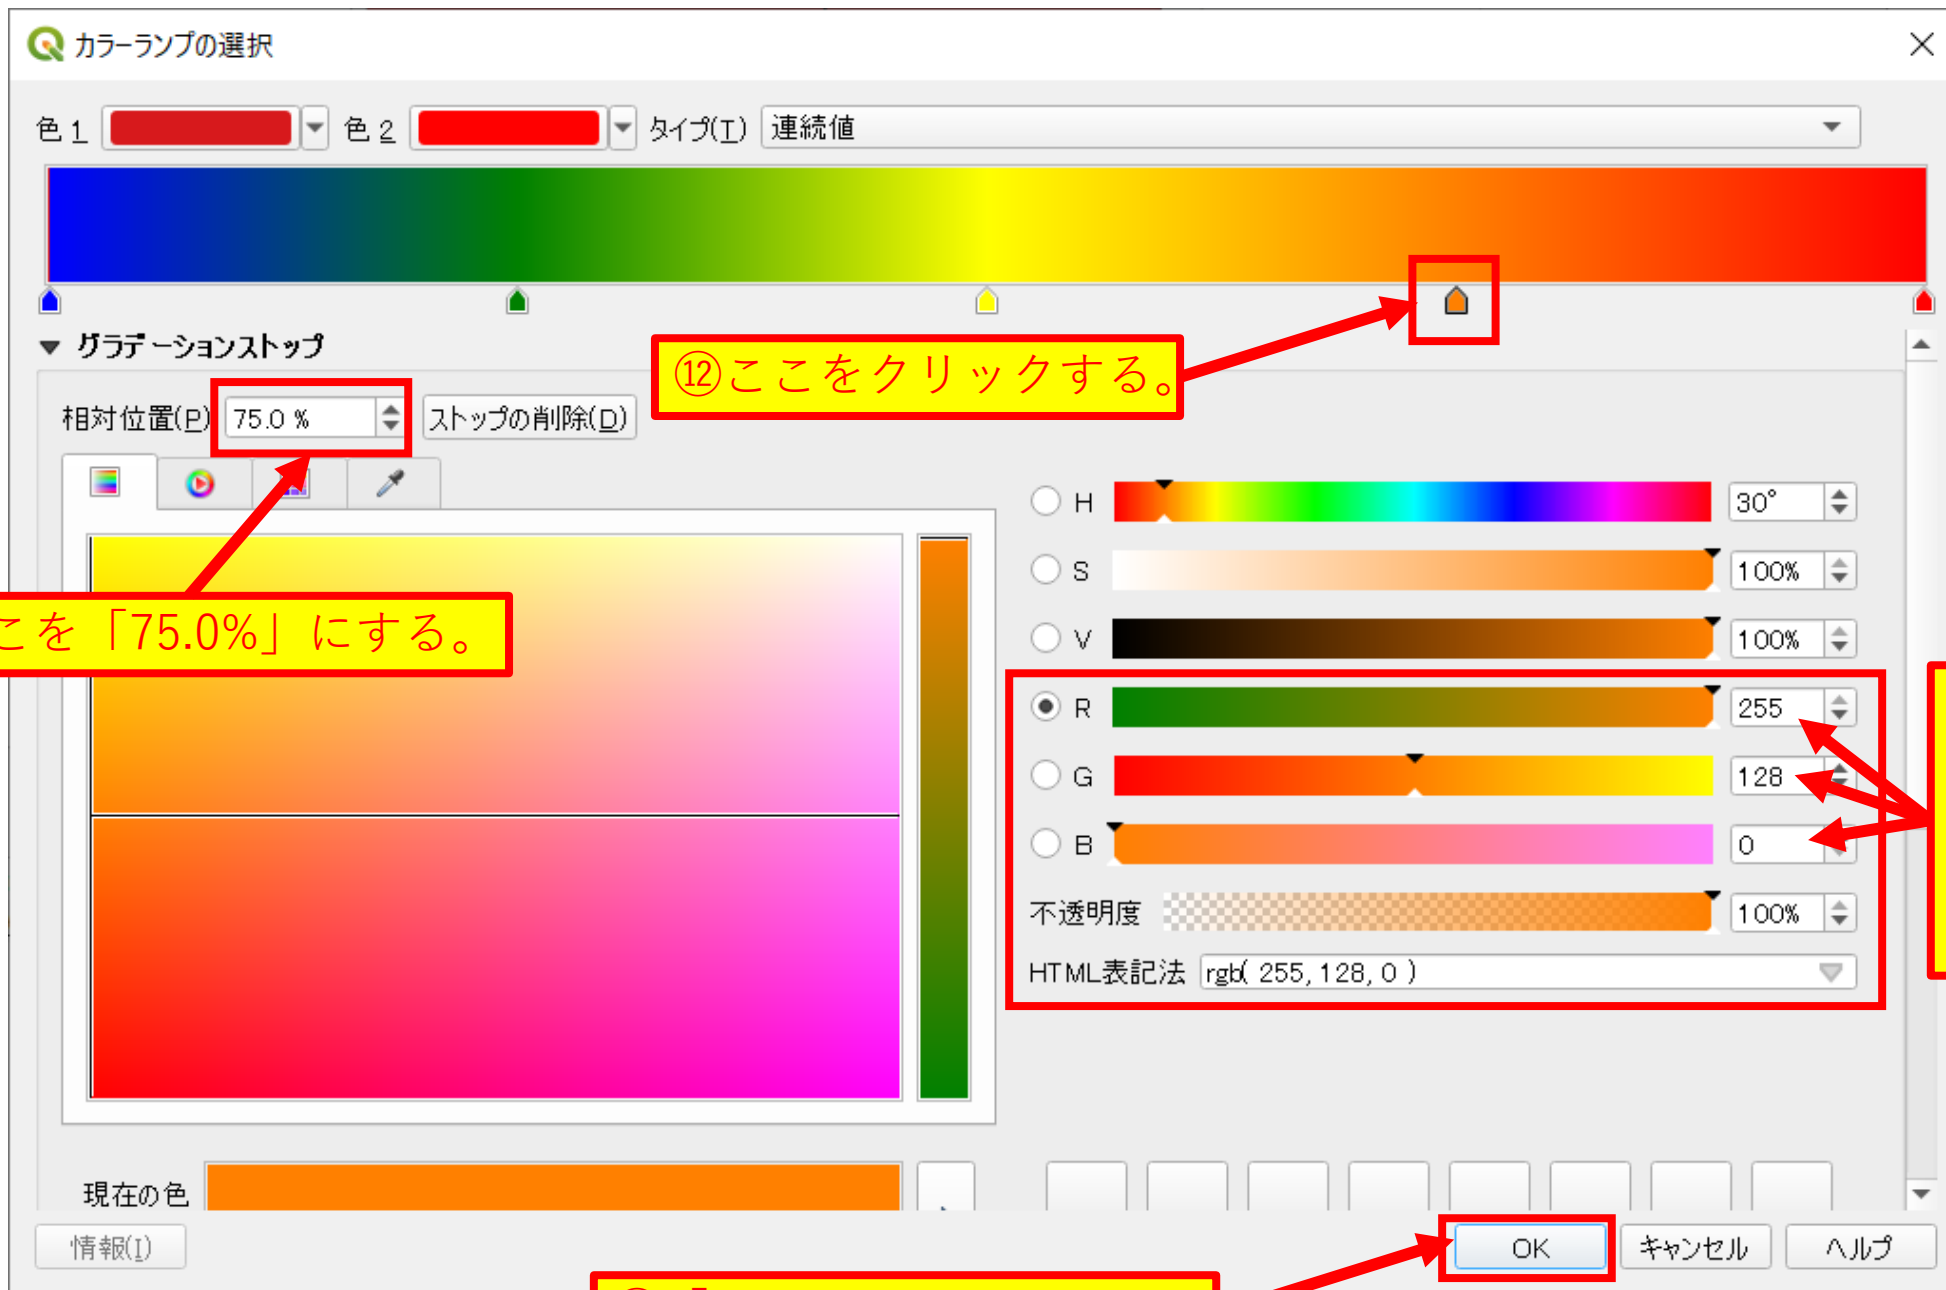 カラーランプの選択
色 1 色 2 タイプ(T) 連続値
グラデーションストップ
⑫ここをクリックする。
相対位置(P) 75.0 % ストップの削除(D)
H 30°
S 100%
こを「75.0%」にする。
V 100%
R 255
G 128
B 0
不透明度 100%
HTML表記法 rgb( 255, 128, 0 )
現在の色
情報(I) OK キャンセル ヘルプ